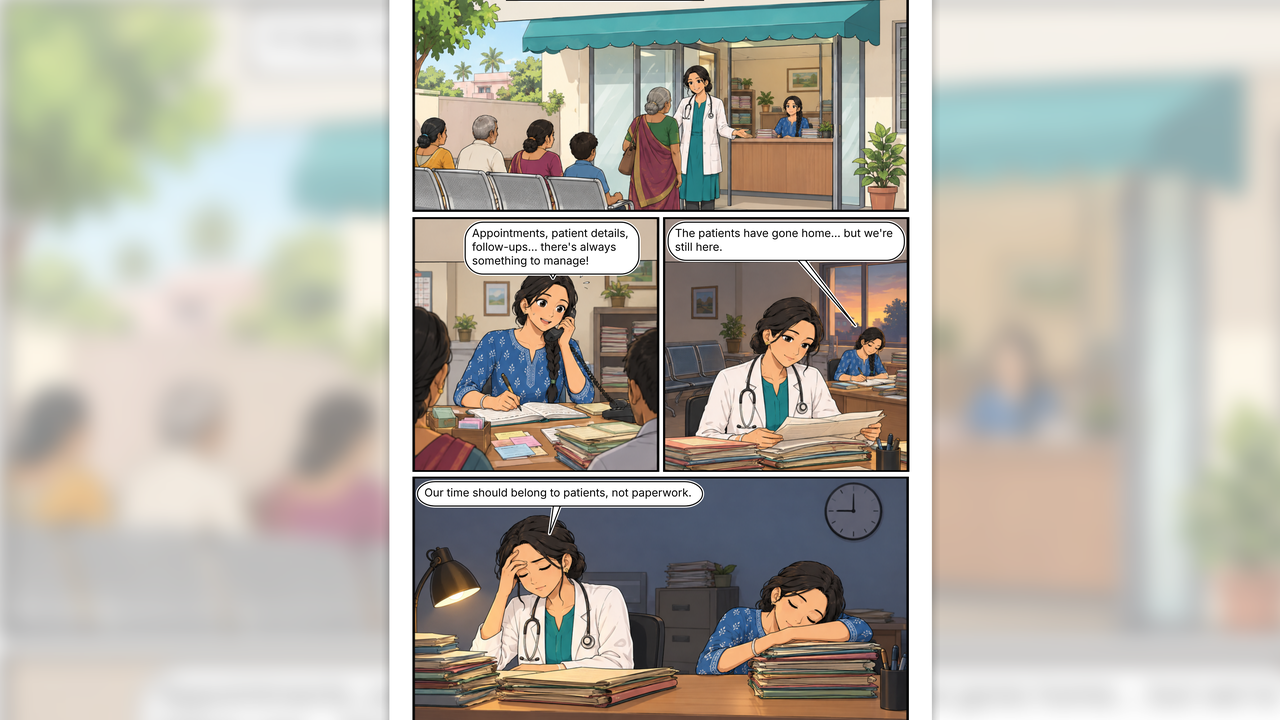 Appointments, patient details,
follow-ups... there's always
something to manage!
The patients have gone home... but we're
still here.
Our time should belong to patients, not paperwork.